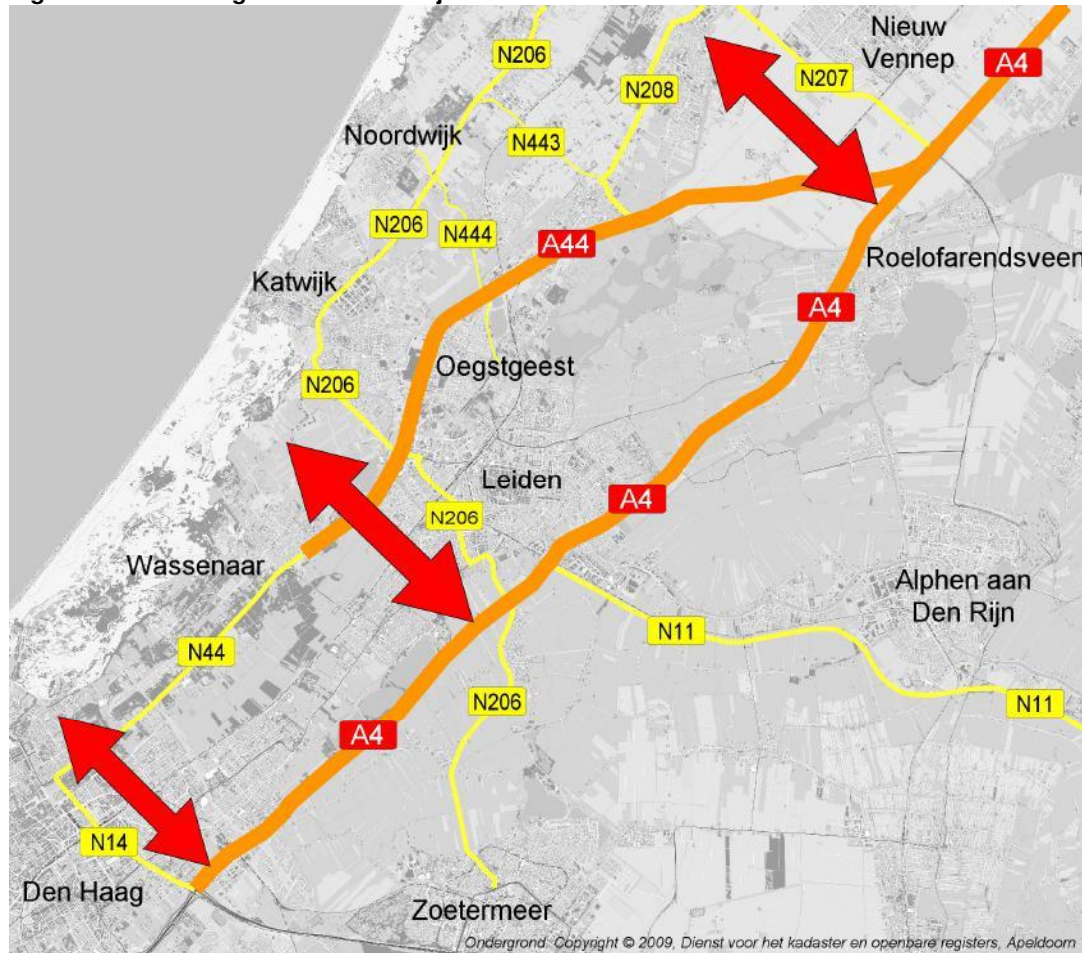 N206
Nieuw
Vennep
A4
N207
N208
Noordwijk
N443
N206
N444
A44
Roelofarendsveen
Katwijk
A4
Oegstgeest
N206
Leiden
A4
N206
Wassenaar
Alphen aan
Den Rijn
N11
N44
N206
N11
A4
N14
Den Haag
Zoetermeer
Ondergrond: Copyright © 2009, Dienst voor het kadaster en openbare registers, Apeldoorn